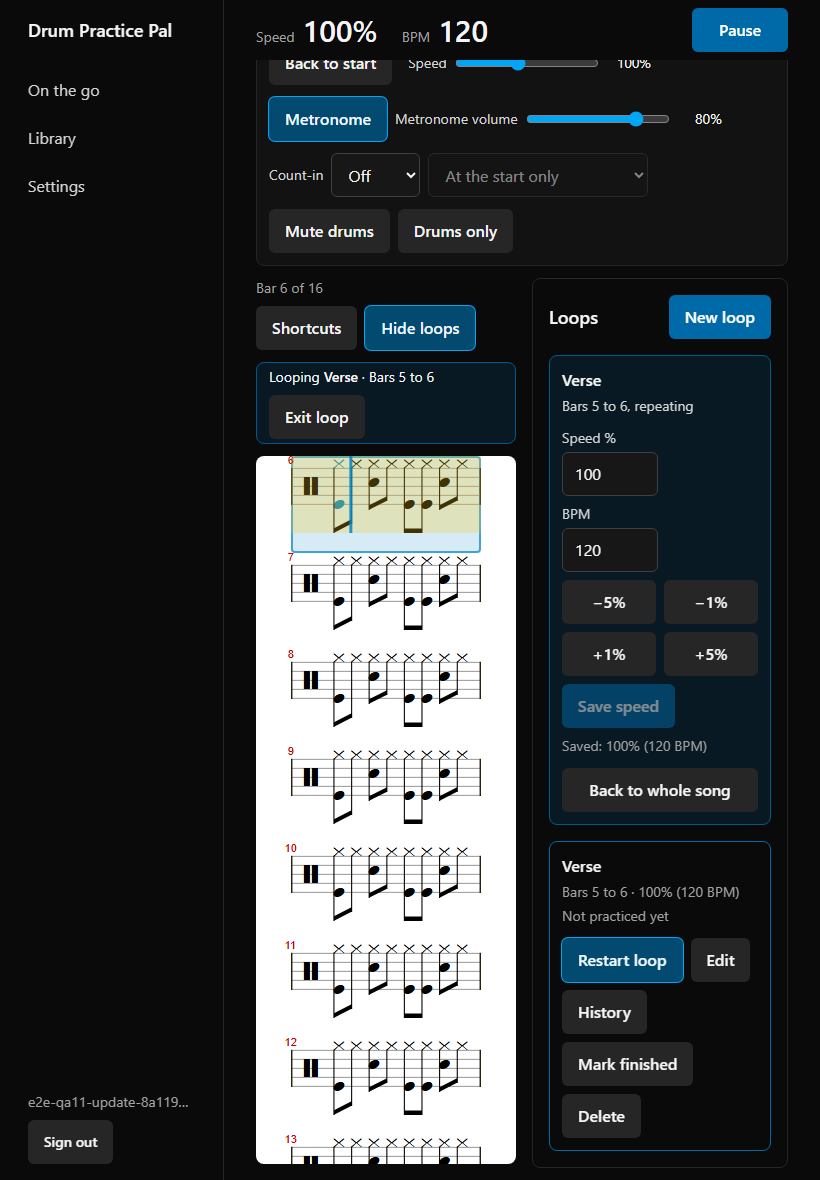 Drum Practice Pal
On the go
Library
Settings
e2e-qa11-update-8a119...
Sign out
Speed 100% BPM 120
Pause
Back to start Speed 100%
Metronome Metronome volume 80%
Count-in Off At the start only
Mute drums Drums only
Bar 6 of 16
Shortcuts Hide loops
Looping Verse · Bars 5 to 6
Exit loop
6
7
8
9
10
11
12
13
Loops New loop
Verse
Bars 5 to 6, repeating
Speed %
100
BPM
120
−5% −1%
+1% +5%
Save speed
Saved: 100% (120 BPM)
Back to whole song
Verse
Bars 5 to 6 · 100% (120 BPM)
Not practiced yet
Restart loop Edit
History
Mark finished
Delete